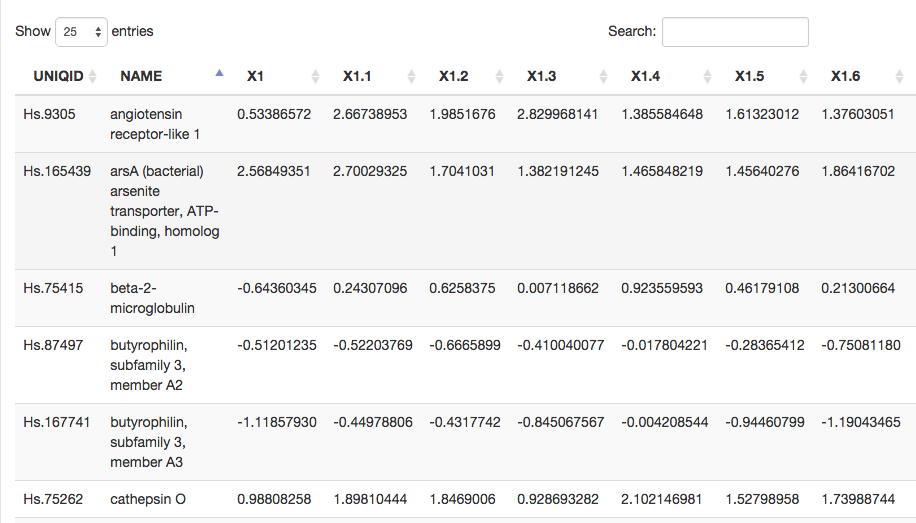 Show 25 entries Search:
UNIQID NAME X1 X1.1 X1.2 X1.3 X1.4 X1.5 X1.6
Hs.9305 angiotensin 0.53386572 2.66738953 1.9851676 2.829968141 1.385584648 1.61323012 1.37603051
receptor-like 1
Hs.165439 arsA (bacterial) 2.56849351 2.70029325 1.7041031 1.382191245 1.465848219 1.45640276 1.86416702
arsenite
transporter, ATP-
binding, homolog
1
Hs.75415 beta-2- -0.64360345 0.24307096 0.6258375 0.007118662 0.923559593 0.46179108 0.21300664
microglobulin
Hs.87497 butyrophilin, -0.51201235 -0.52203769 -0.6665899 -0.410040077 -0.017804221 -0.28365412 -0.75081180
subfamily 3,
member A2
Hs.167741 butyrophilin, -1.11857930 -0.44978806 -0.4317742 -0.845067567 -0.004208544 -0.94460799 -1.19043465
subfamily 3,
member A3
Hs.75262 cathepsin O 0.98808258 1.89810444 1.8469006 0.928693282 2.102146981 1.52798958 1.73988744